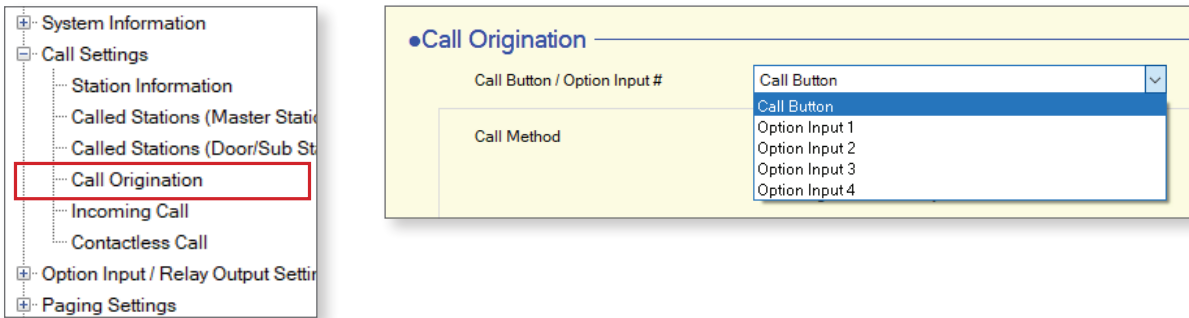 System Information
Call Settings
Station Information
Called Stations (Master Static
Called Stations (Door/Sub St
Call Origination
Incoming Call
Contactless Call
Option Input / Relay Output Settin
Paging Settings
●Call Origination
Call Button / Option Input #
Call Button
Call Button
Option Input 1
Call Method
Option Input 2
Option Input 3
Option Input 4